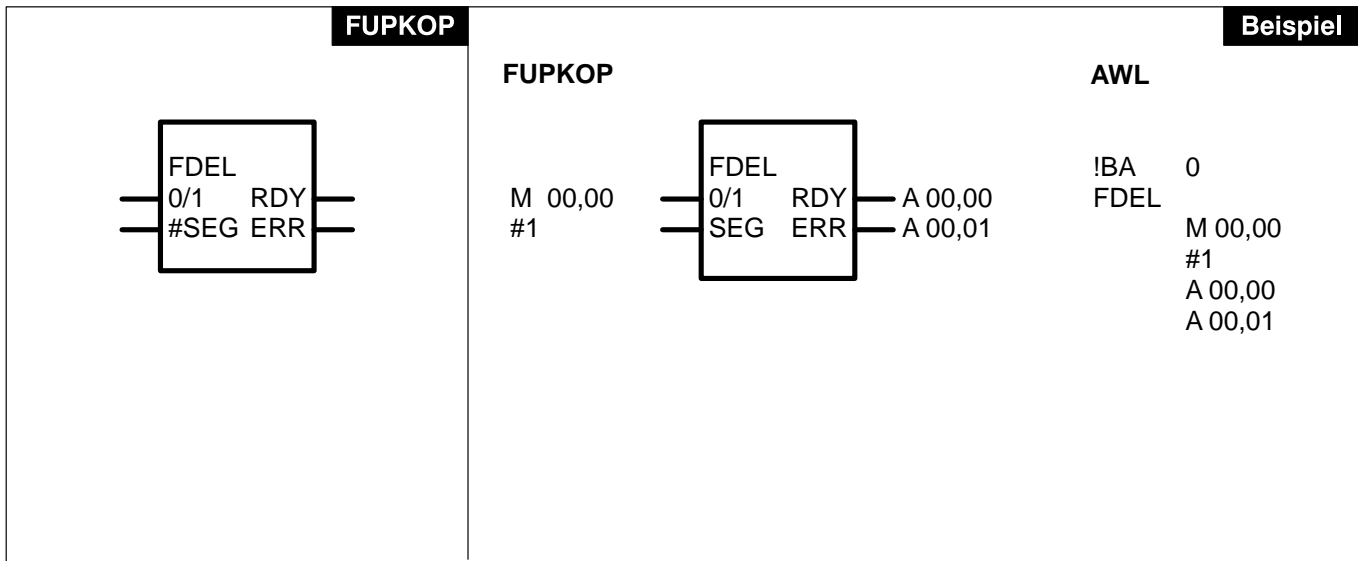 FUPKOP
FDEL
0/1 RDY
#SEG ERR
Beispiel
FUPKOP AWL
FDEL !BA 0
M 00,00 0/1 RDY A 00,00 FDEL
#1 SEG ERR A 00,01 M 00,00
#1
A 00,00
A 00,01